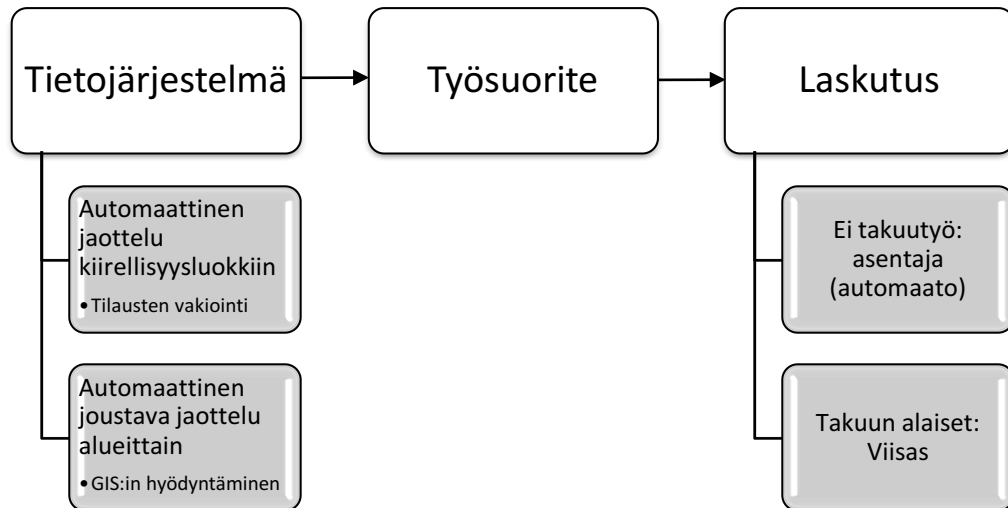 Tietojärjestelmä
Työsuorite
Laskutus
Automaattinen
jaottelu
kiirellisyysluokkiin
• Tilausten vakiointi
Automaattinen
joustava jaottelu
alueittain
• GIS:in hyödyntäminen
Ei takuutyö:
asentaja
(automaato)
Takuun alaiset:
Viisas